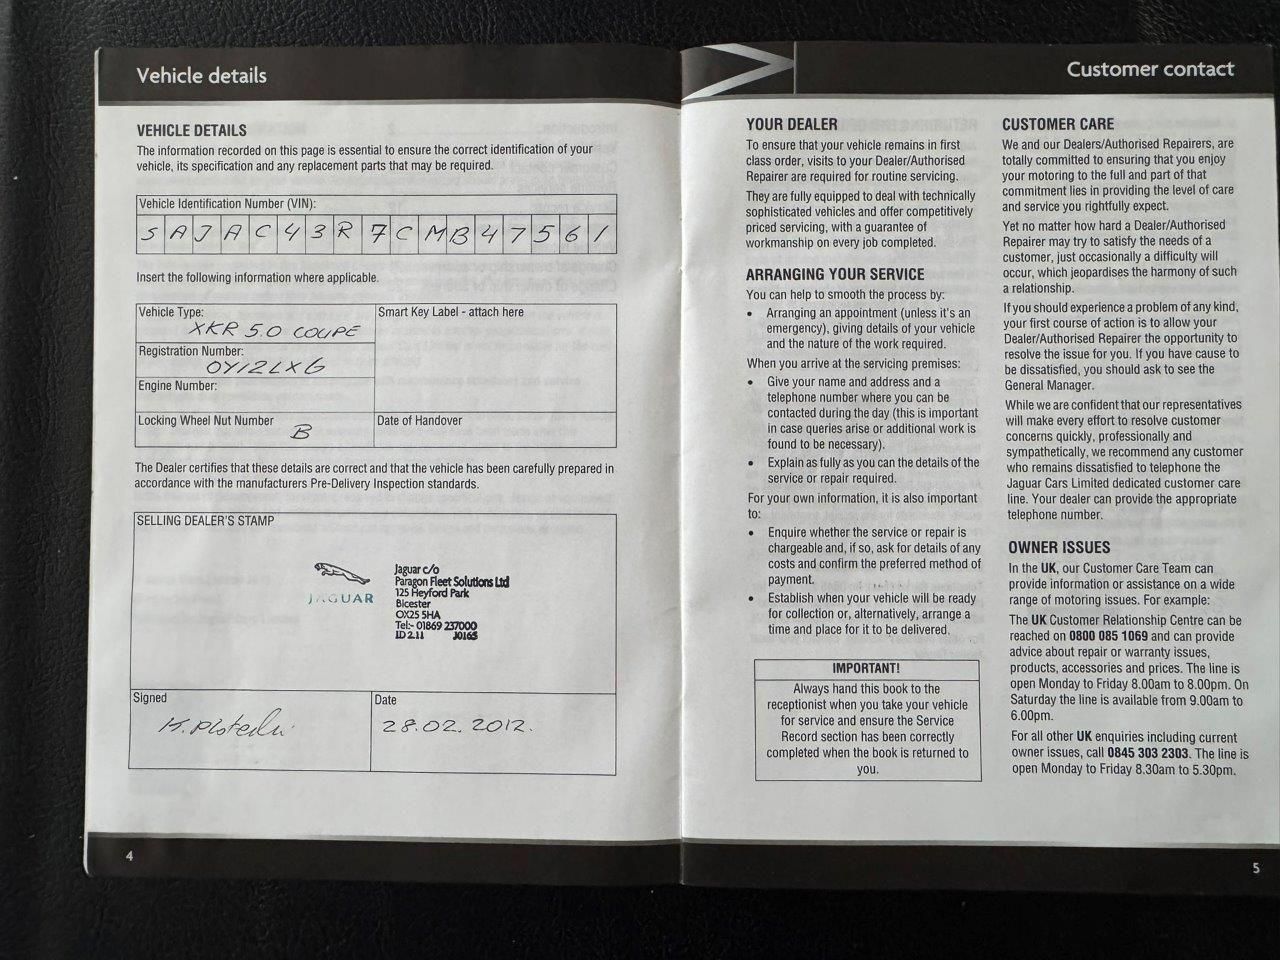 Vehicle details
VEHICLE DETAILS
The information recorded on this page is essential to ensure the correct identification of your
vehicle, its specification and any replacement parts that may be required.
Vehicle Identification Number (VIN):
S A J A C 4 3 R 7 C M B 4 7 5 6 1
Insert the following information where applicable.
Vehicle Type:
XKR 5.0 COUPE
Smart Key Label - attach here
Registration Number:
OY12LXG
Engine Number:
Locking Wheel Nut Number
B
Date of Handover
The Dealer certifies that these details are correct and that the vehicle has been carefully prepared in
accordance with the manufacturers Pre-Delivery Inspection standards.
SELLING DEALER'S STAMP
JAGUAR
Jaguar c/o
Paragon Fleet Solutions Ltd
125 Heyford Park
Bicester
OX25 5HA
Tel:- 01869 237000
ID 2.11 J0165
Signed
Date
28.02.2012.
4
Customer contact
YOUR DEALER
To ensure that your vehicle remains in first
class order, visits to your Dealer/Authorised
Repairer are required for routine servicing.
They are fully equipped to deal with technically
sophisticated vehicles and offer competitively
priced servicing, with a guarantee of
workmanship on every job completed.
ARRANGING YOUR SERVICE
You can help to smooth the process by:
• Arranging an appointment (unless it's an
emergency), giving details of your vehicle
and the nature of the work required.
When you arrive at the servicing premises:
• Give your name and address and a
telephone number where you can be
contacted during the day (this is important
in case queries arise or additional work is
found to be necessary).
• Explain as fully as you can the details of the
service or repair required.
For your own information, it is also important
to:
• Enquire whether the service or repair is
chargeable and, if so, ask for details of any
costs and confirm the preferred method of
payment.
• Establish when your vehicle will be ready
for collection or, alternatively, arrange a
time and place for it to be delivered.
IMPORTANT!
Always hand this book to the
receptionist when you take your vehicle
for service and ensure the Service
Record section has been correctly
completed when the book is returned to
you.
CUSTOMER CARE
We and our Dealers/Authorised Repairers, are
totally committed to ensuring that you enjoy
your motoring to the full and part of that
commitment lies in providing the level of care
and service you rightfully expect.
Yet no matter how hard a Dealer/Authorised
Repairer may try to satisfy the needs of a
customer, just occasionally a difficulty will
occur, which jeopardises the harmony of such
a relationship.
If you should experience a problem of any kind,
your first course of action is to allow your
Dealer/Authorised Repairer the opportunity to
resolve the issue for you. If you have cause to
be dissatisfied, you should ask to see the
General Manager.
While we are confident that our representatives
will make every effort to resolve customer
concerns quickly, professionally and
sympathetically, we recommend any customer
who remains dissatisfied to telephone the
Jaguar Cars Limited dedicated customer care
line. Your dealer can provide the appropriate
telephone number.
OWNER ISSUES
In the UK, our Customer Care Team can
provide information or assistance on a wide
range of motoring issues. For example:
The UK Customer Relationship Centre can be
reached on 0800 085 1069 and can provide
advice about repair or warranty issues,
products, accessories and prices. The line is
open Monday to Friday 8.00am to 8.00pm. On
Saturday the line is available from 9.00am to
6.00pm.
For all other UK enquiries including current
owner issues, call 0845 303 2303. The line is
open Monday to Friday 8.30am to 5.30pm.
5